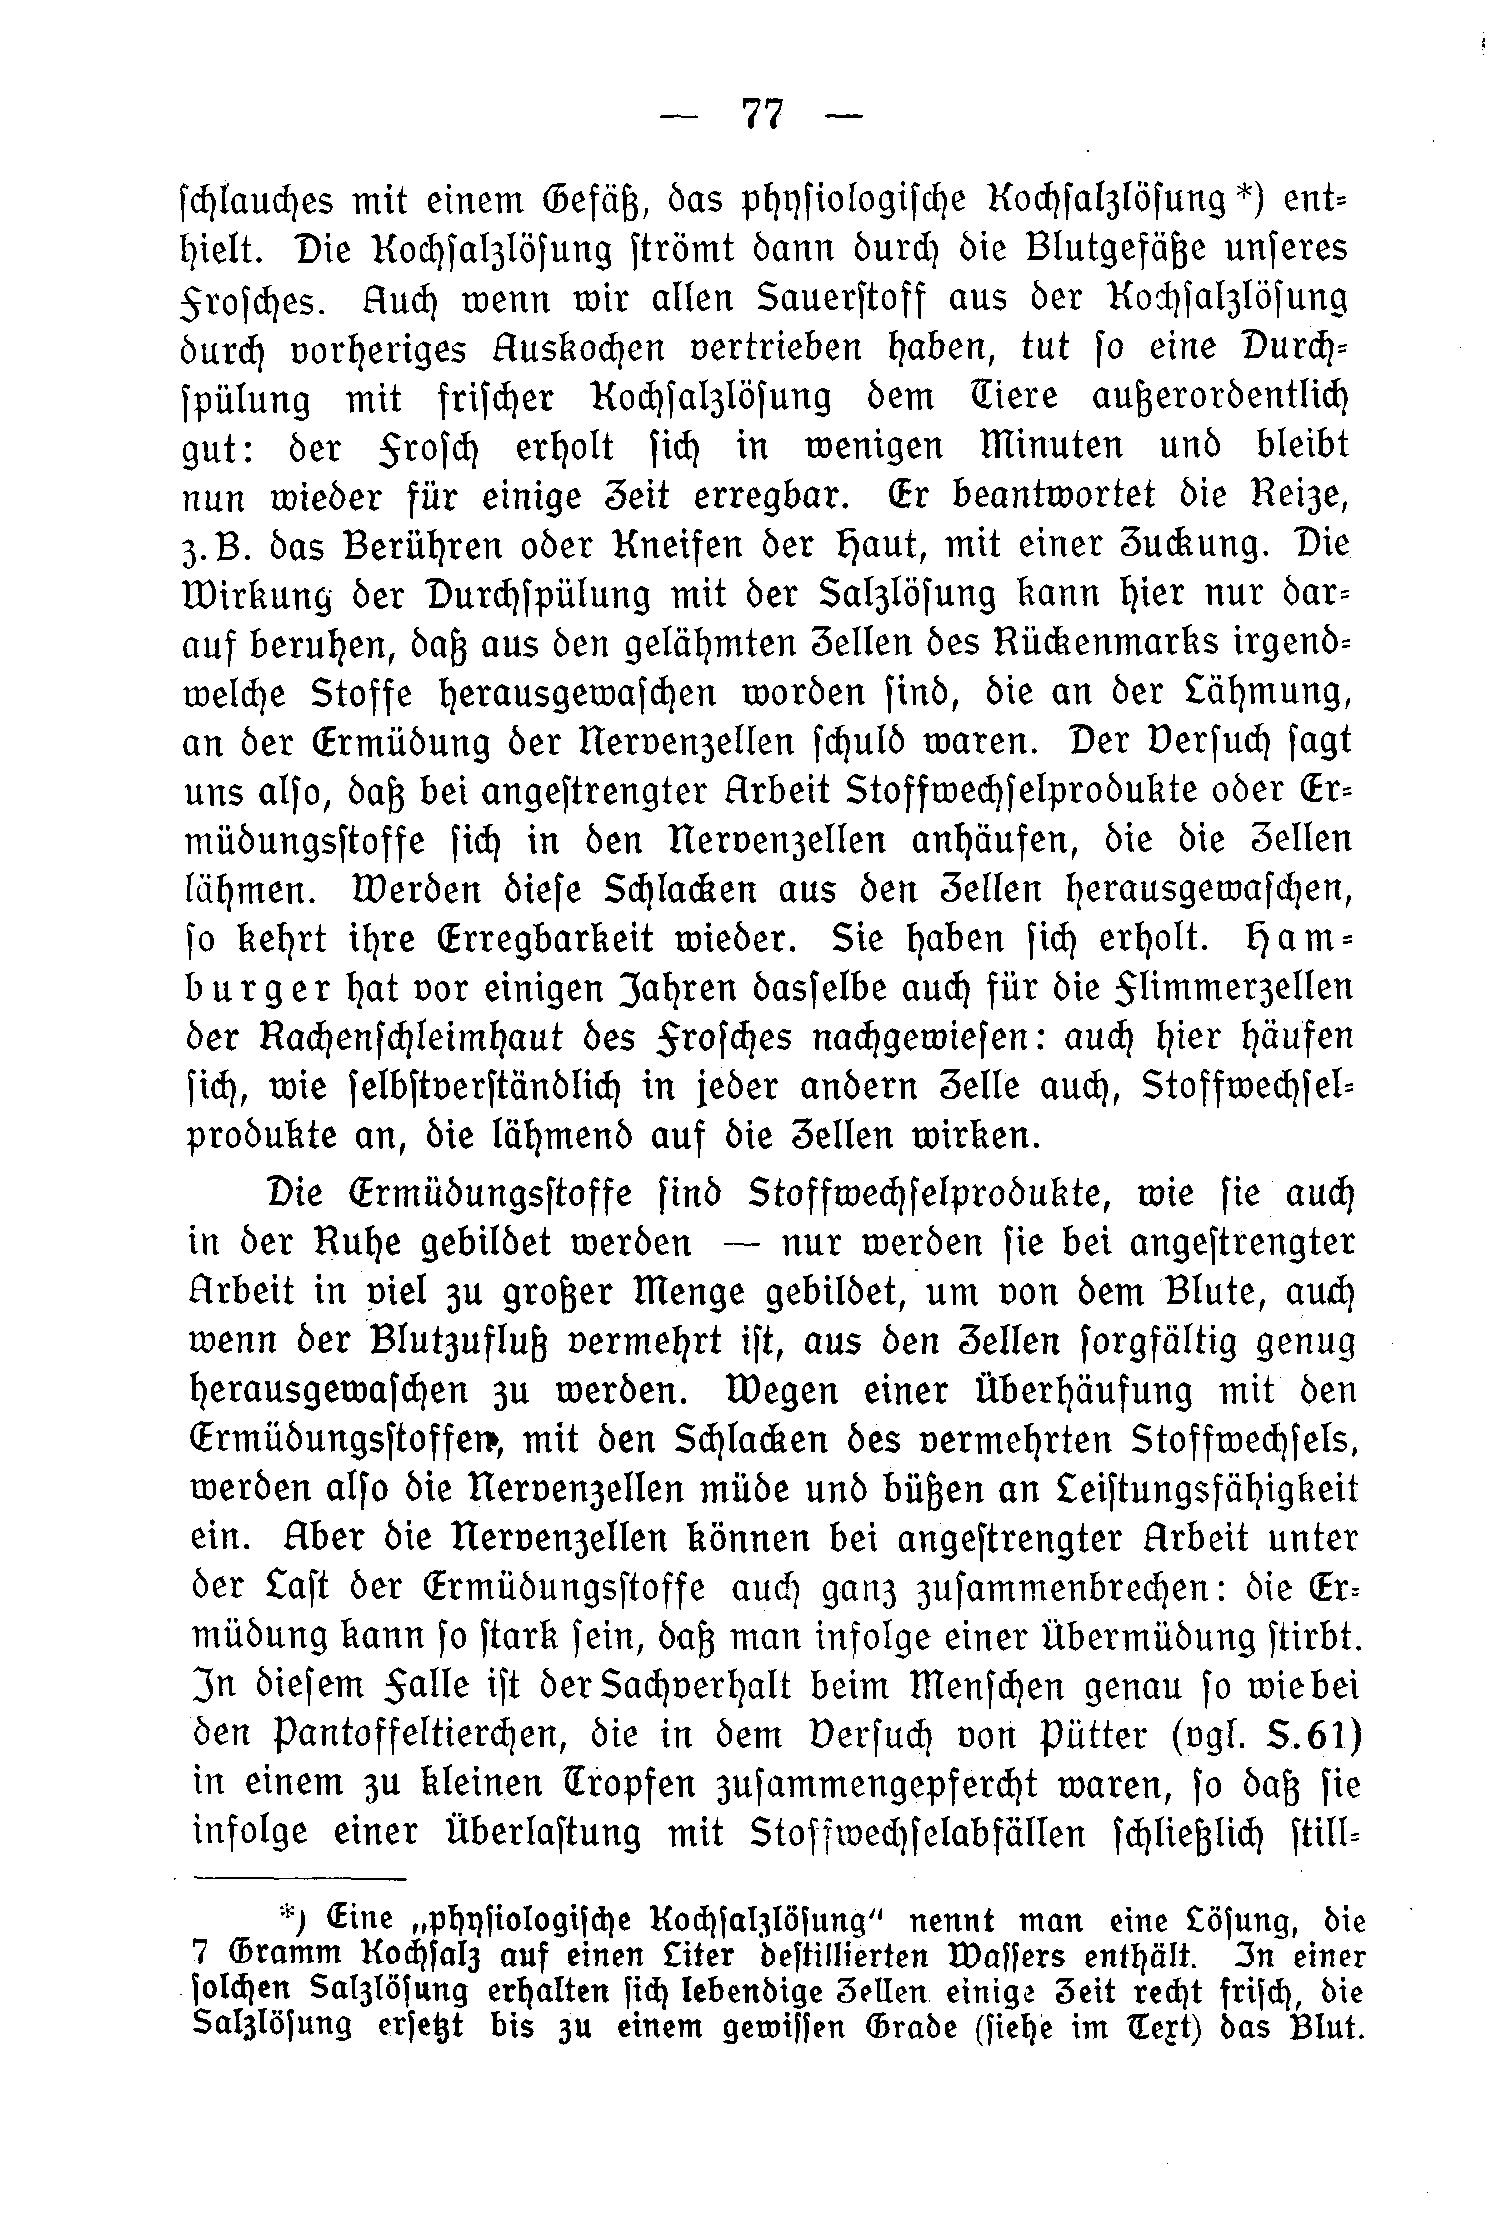 — 77 —
ſchlauches mit einem Gefäß, das phyſiologiſche Kochſalzlöſung *) ent=
hielt. Die Kochſalzlöſung ſtrömt dann durch die Blutgefäße unſeres
Froſches. Auch wenn wir allen Sauerſtoff aus der Kochſalzlöſung
durch vorheriges Auskochen vertrieben haben, tut ſo eine Durch=
ſpülung mit friſcher Kochſalzlöſung dem Tiere außerordentlich
gut: der Froſch erholt ſich in wenigen Minuten und bleibt
nun wieder für einige Zeit erregbar. Er beantwortet die Reize,
z. B. das Berühren oder Kneifen der Haut, mit einer Zuckung. Die
Wirkung der Durchſpülung mit der Salzlöſung kann hier nur dar=
auf beruhen, daß aus den gelähmten Zellen des Rückenmarks irgend=
welche Stoffe herausgewaſchen worden ſind, die an der Lähmung,
an der Ermüdung der Nervenzellen ſchuld waren. Der Verſuch ſagt
uns alſo, daß bei angeſtrengter Arbeit Stoffwechſelprodukte oder Er=
müdungsſtoffe ſich in den Nervenzellen anhäufen, die die Zellen
lähmen. Werden dieſe Schlacken aus den Zellen herausgewaſchen,
ſo kehrt ihre Erregbarkeit wieder. Sie haben ſich erholt. Ham=
burger hat vor einigen Jahren dasſelbe auch für die Flimmerzellen
der Rachenſchleimhaut des Froſches nachgewieſen: auch hier häufen
ſich, wie ſelbſtverſtändlich in jeder andern Zelle auch, Stoffwechſel=
produkte an, die lähmend auf die Zellen wirken.
Die Ermüdungsſtoffe ſind Stoffwechſelprodukte, wie ſie auch
in der Ruhe gebildet werden — nur werden ſie bei angeſtrengter
Arbeit in viel zu großer Menge gebildet, um von dem Blute, auch
wenn der Blutzufluß vermehrt iſt, aus den Zellen ſorgfältig genug
herausgewaſchen zu werden. Wegen einer Überhäufung mit den
Ermüdungsſtoffen, mit den Schlacken des vermehrten Stoffwechſels,
werden alſo die Nervenzellen müde und büßen an Leiſtungsfähigkeit
ein. Aber die Nervenzellen können bei angeſtrengter Arbeit unter
der Laſt der Ermüdungsſtoffe auch ganz zuſammenbrechen: die Er=
müdung kann ſo ſtark ſein, daß man infolge einer Übermüdung ſtirbt.
In dieſem Falle iſt der Sachverhalt beim Menſchen genau ſo wie bei
den Pantoffeltierchen, die in dem Verſuch von Pütter (vgl. S. 61)
in einem zu kleinen Tropfen zuſammengepfercht waren, ſo daß ſie
infolge einer Überlaſtung mit Stoffwechſelabfällen ſchließlich ſtill=
*) Eine „phyſiologiſche Kochſalzlöſung“ nennt man eine Löſung, die
7 Gramm Kochſalz auf einen Liter deſtillierten Waſſers enthält. In einer
ſolchen Salzlöſung erhalten ſich lebendige Zellen einige Zeit recht friſch, die
Salzlöſung erſetzt bis zu einem gewiſſen Grade (ſiehe im Text) das Blut.